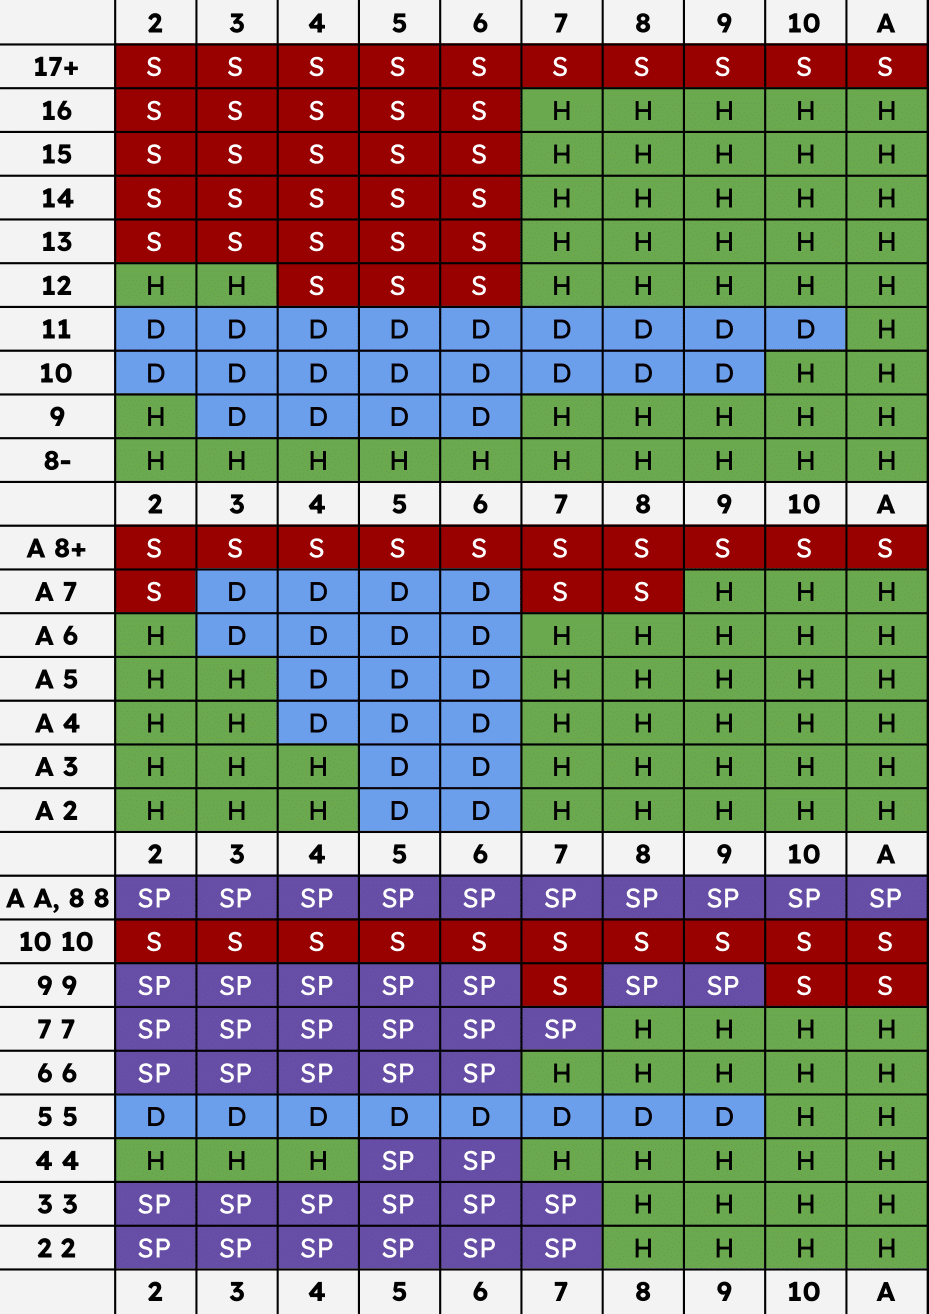 2 3 4 5 6 7 8 9 10 A
17+ S S S S S S S S S S
16 S S S S S H H H H H
15 S S S S S H H H H H
14 S S S S S H H H H H
13 S S S S S H H H H H
12 H H S S S H H H H H
11 D D D D D D D D D H
10 D D D D D D D D H H
9 H D D D D H H H H H
8- H H H H H H H H H H
2 3 4 5 6 7 8 9 10 A
A 8+ S S S S S S S S S S
A 7 S D D D D S S H H H
A 6 H D D D D H H H H H
A 5 H H D D D H H H H H
A 4 H H D D D H H H H H
A 3 H H H D D H H H H H
A 2 H H H D D H H H H H
2 3 4 5 6 7 8 9 10 A
A A, 8 8 SP SP SP SP SP SP SP SP SP SP
10 10 S S S S S S S S S S
9 9 SP SP SP SP SP S SP SP S S
7 7 SP SP SP SP SP SP H H H H
6 6 SP SP SP SP SP H H H H H
5 5 D D D D D D D D H H
4 4 H H H SP SP H H H H H
3 3 SP SP SP SP SP SP H H H H
2 2 SP SP SP SP SP SP H H H H
2 3 4 5 6 7 8 9 10 A